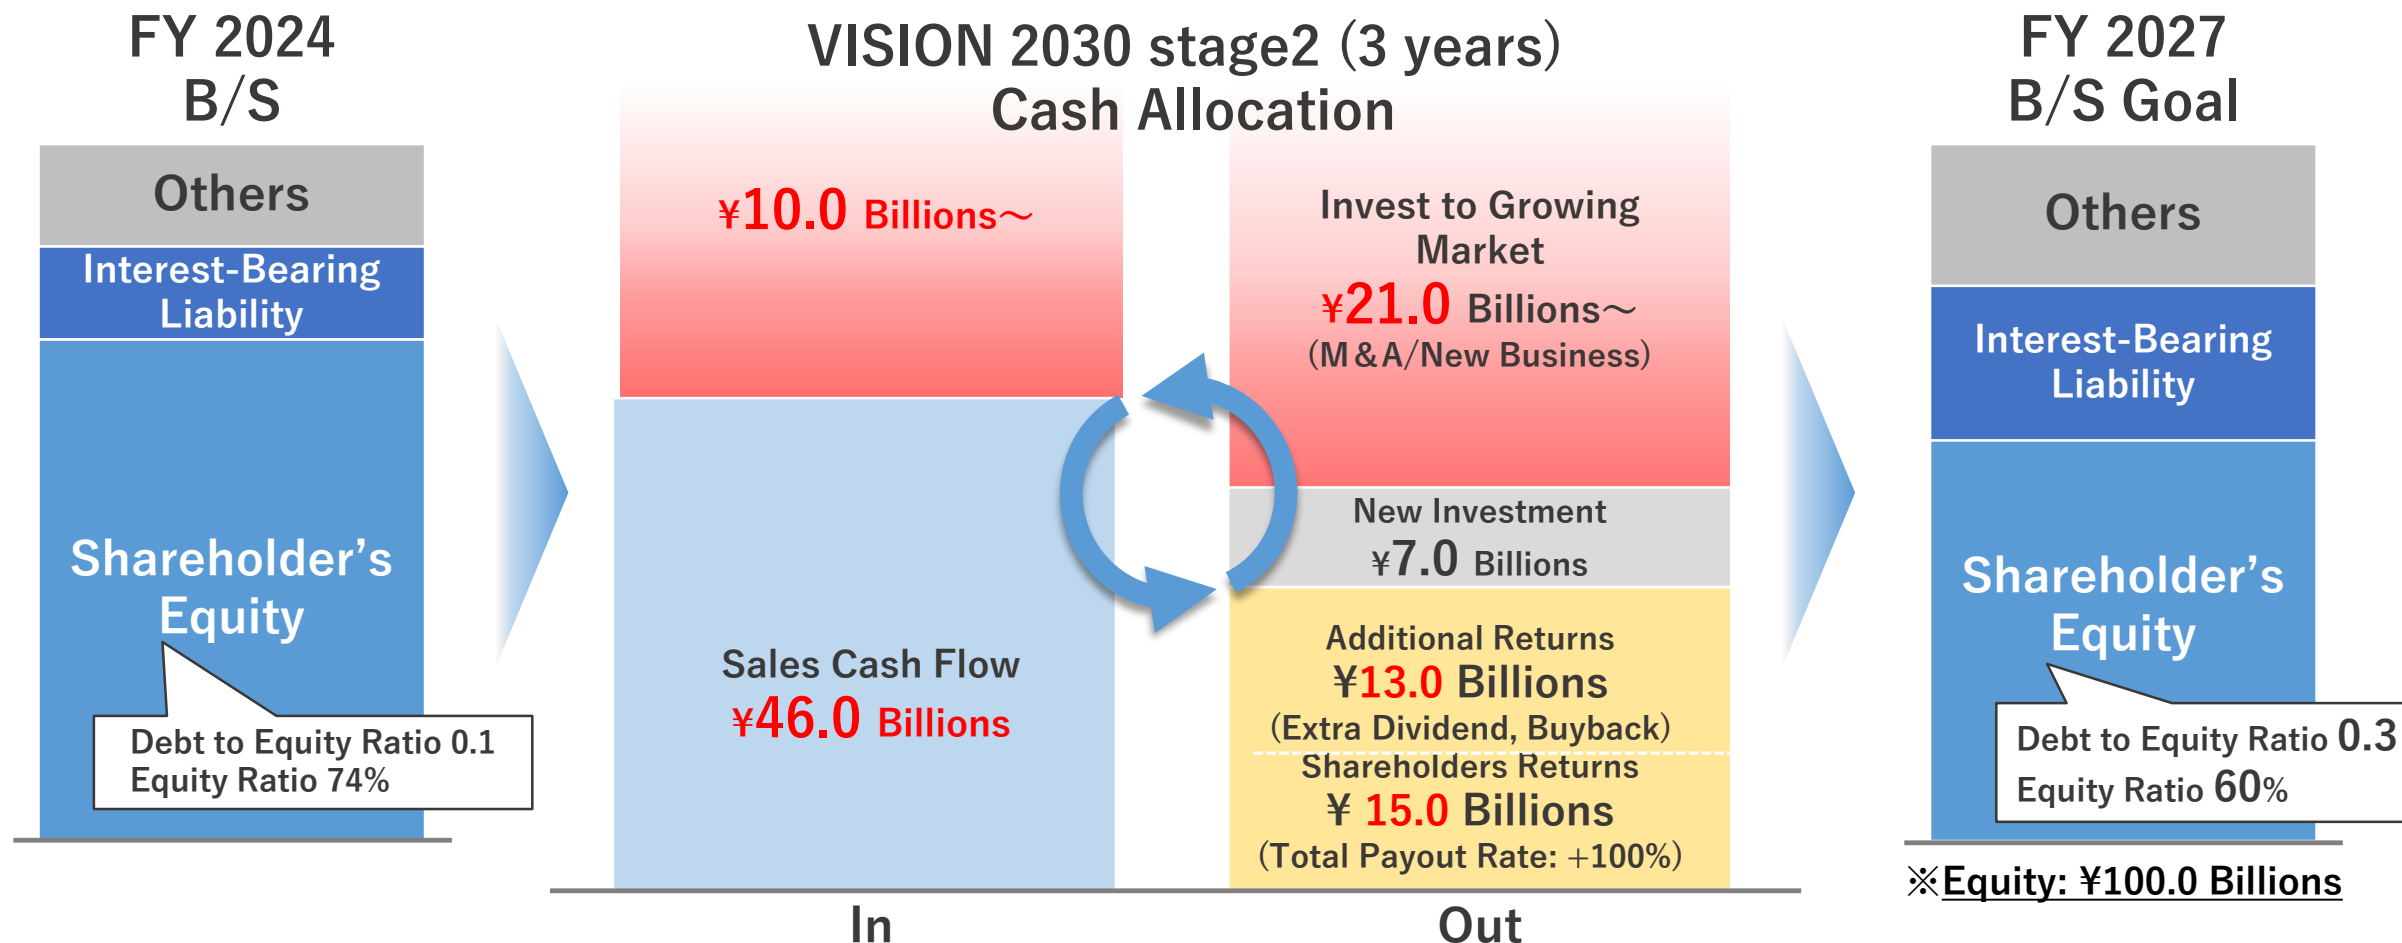 FY 2024
B/S
Others
Interest-Bearing
Liability
Shareholder’s
Equity
Debt to Equity Ratio 0.1
Equity Ratio 74%
VISION 2030 stage2 (3 years)
Cash Allocation
¥10.0 Billions～
Sales Cash Flow
¥46.0 Billions
In
Invest to Growing
Market
¥21.0 Billions～
(M＆A/New Business)
New Investment
¥7.0 Billions
Additional Returns
¥13.0 Billions
(Extra Dividend, Buyback)
Shareholders Returns
¥ 15.0 Billions
(Total Payout Rate: +100%)
Out
FY 2027
B/S Goal
Others
Interest-Bearing
Liability
Shareholder’s
Equity
Debt to Equity Ratio 0.3
Equity Ratio 60%
※Equity: ¥100.0 Billions